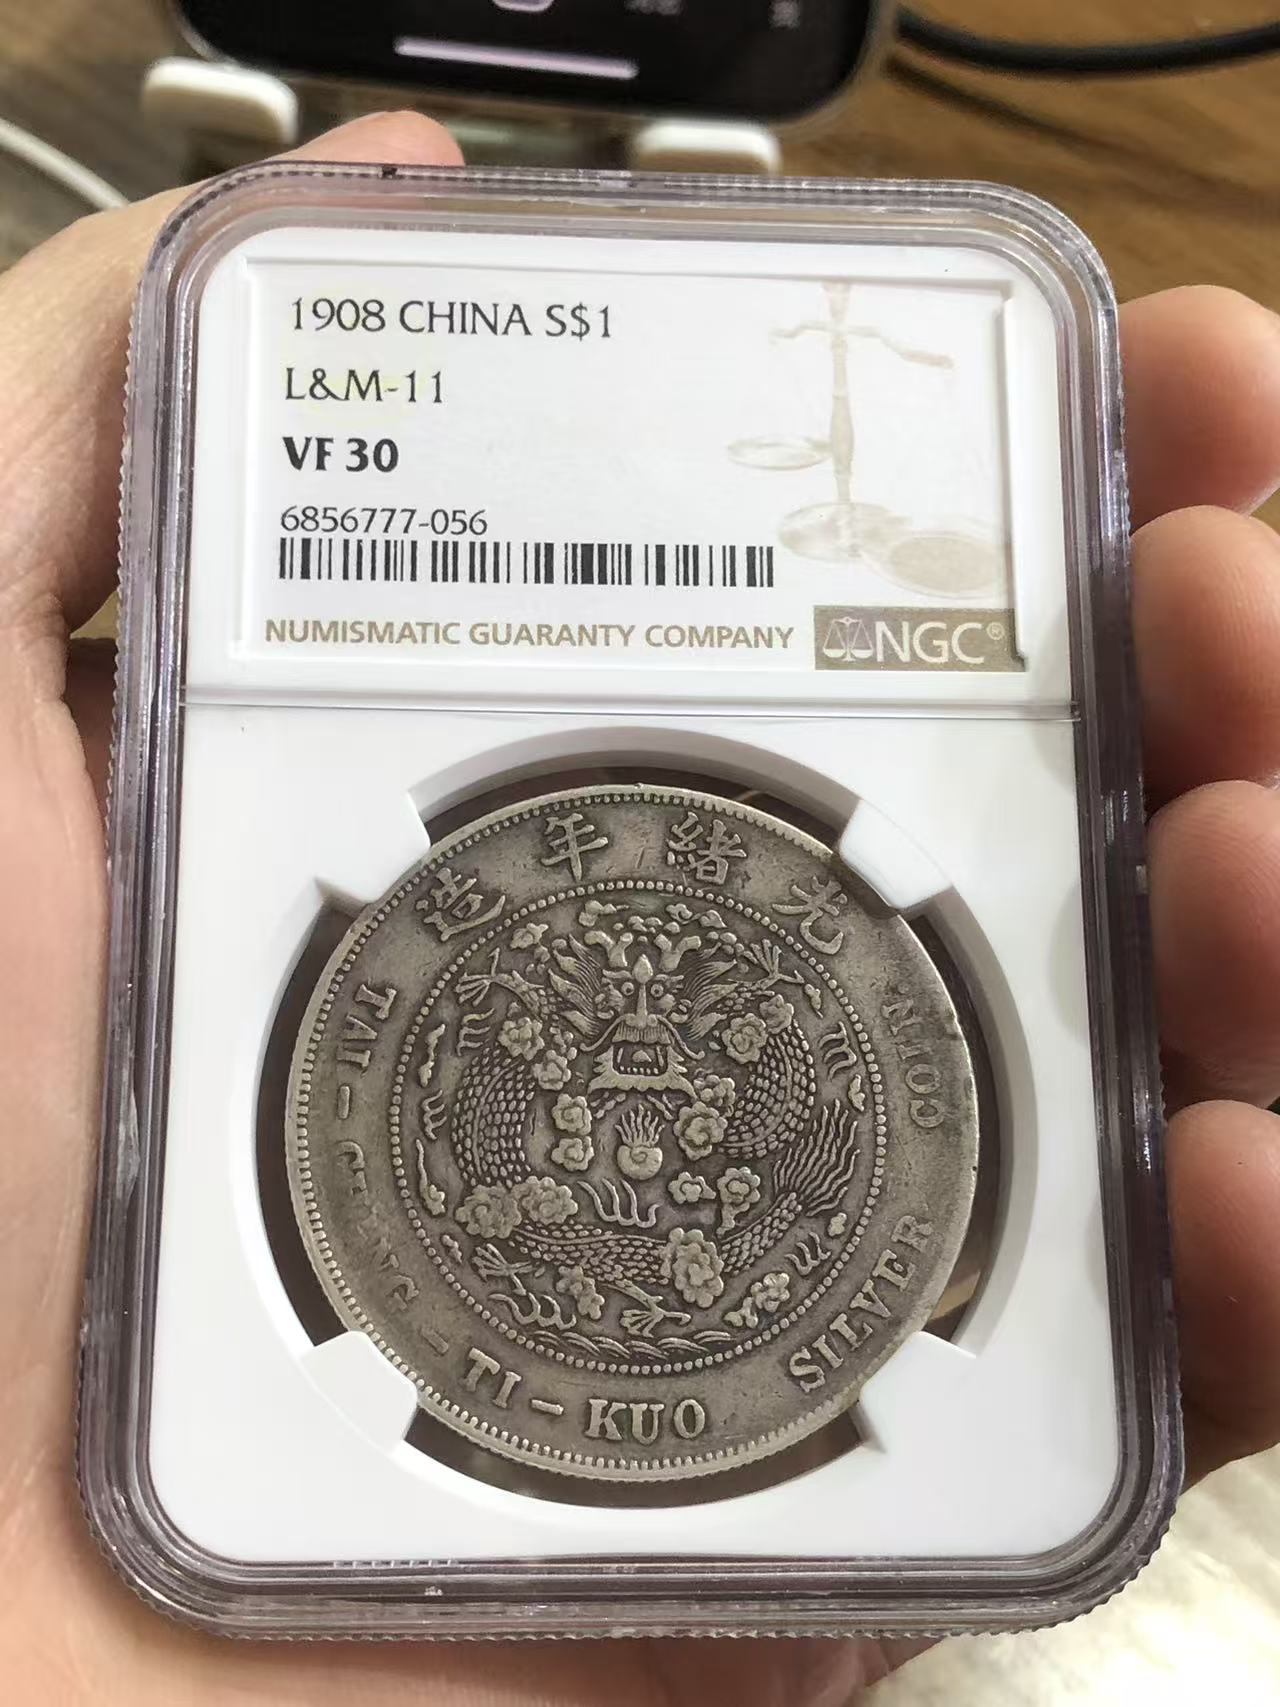 1908 CHINA S$1
L&M-11
VF 30
6856777-056
NUMISMATIC GUARANTY COMPANY
NGC®
造年緒光
TAI-CHING-TI-KUO SILVER COIN.